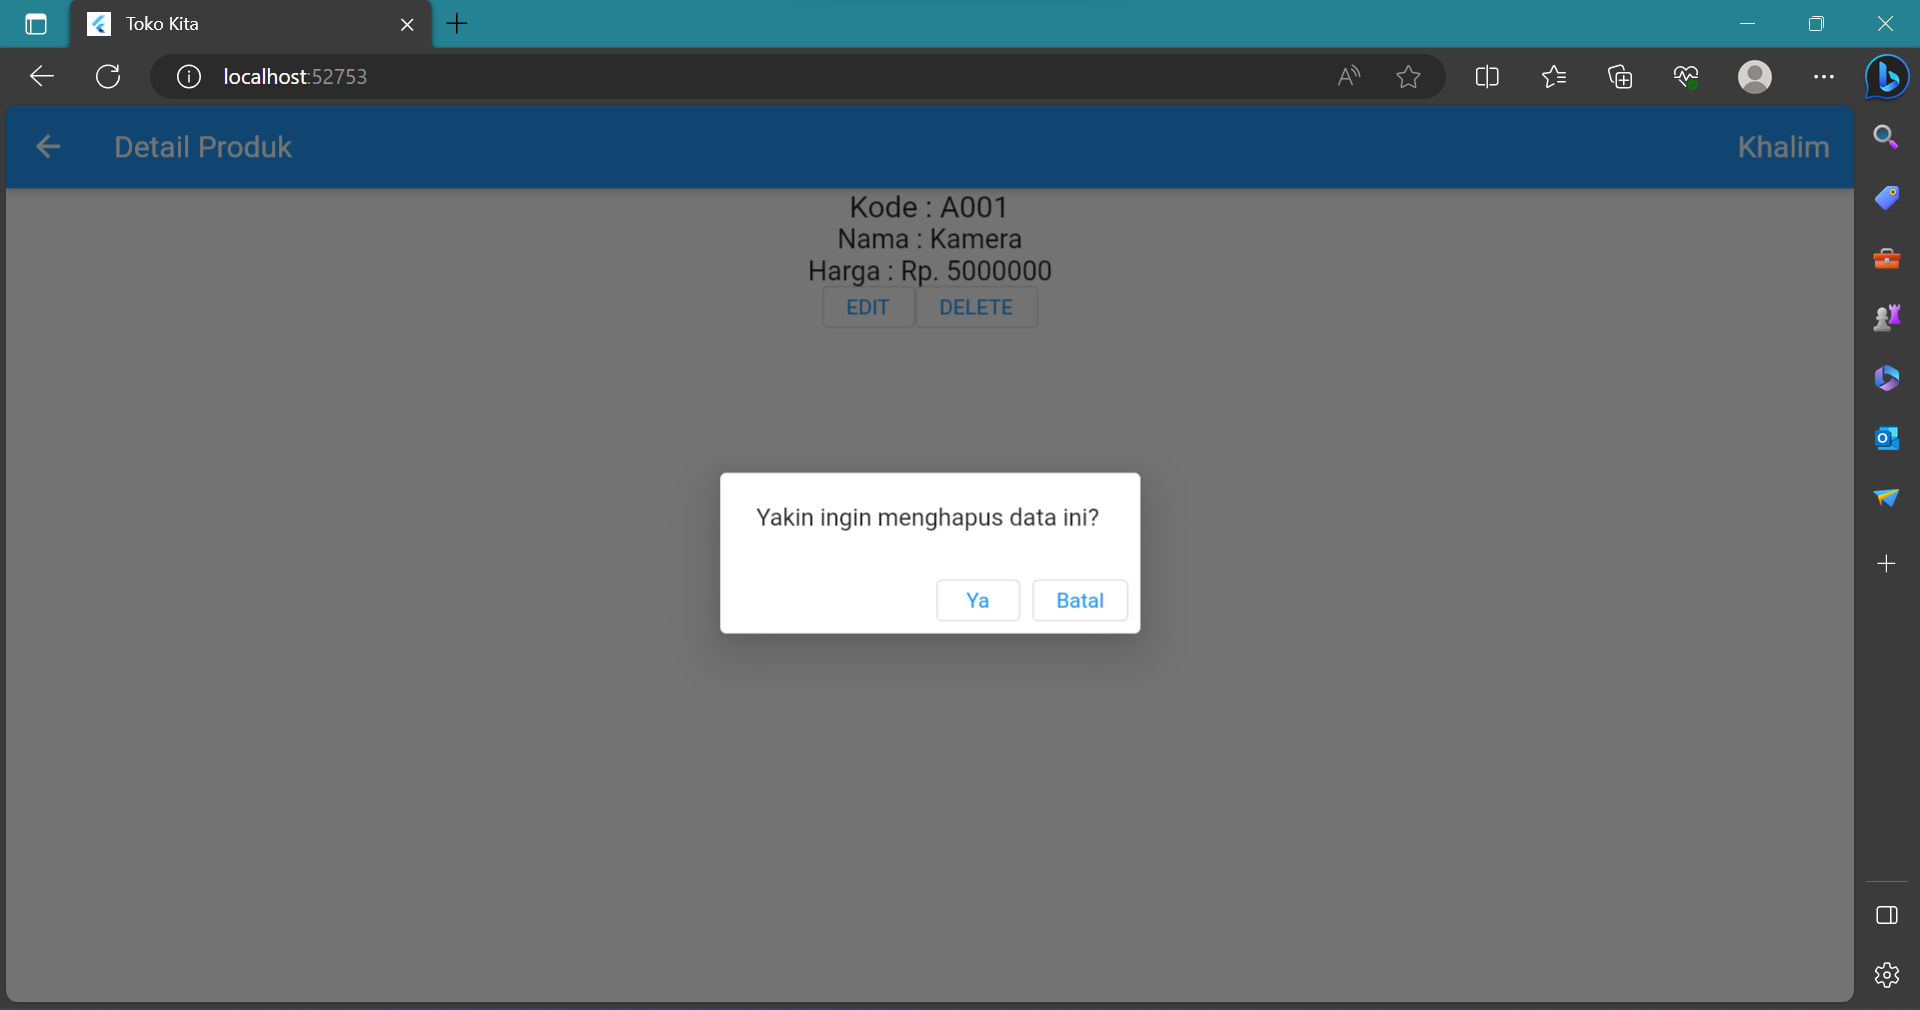 Toko Kita
localhost:52753
Detail Produk
Khalim
Kode : A001
Nama : Kamera
Harga : Rp. 5000000
EDIT DELETE
Yakin ingin menghapus data ini?
Ya Batal